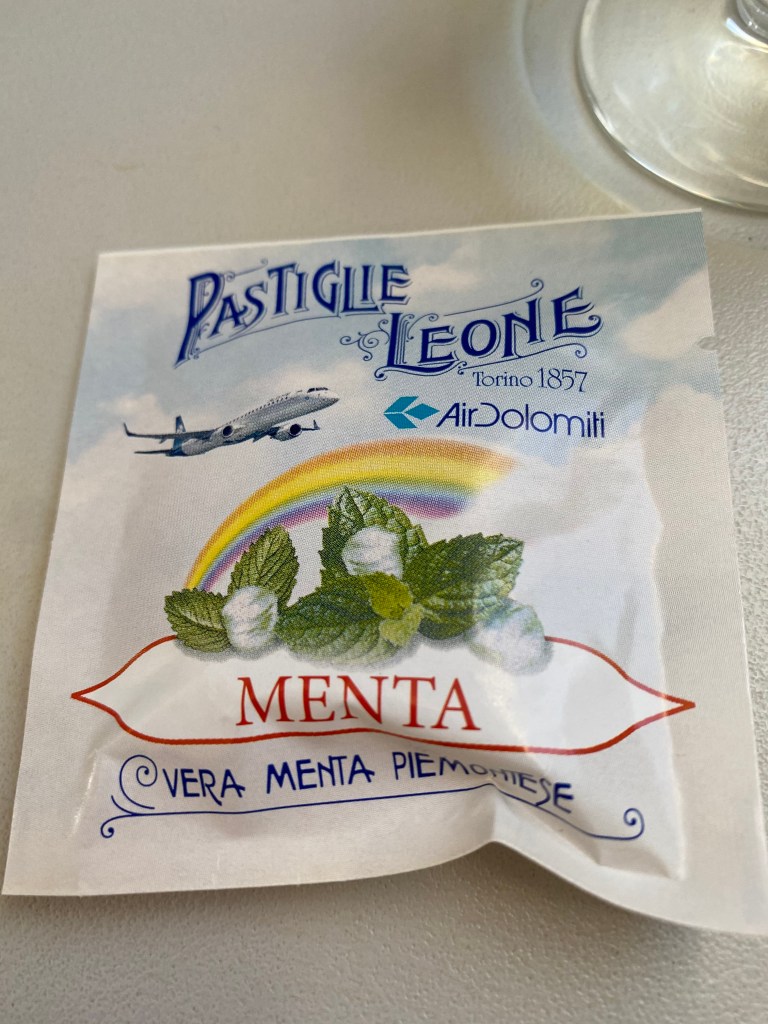 PASTIGLIE
LEONE
Torino 1857
AirDolomiti
MENTA
VERA MENTA PIEMONTESE